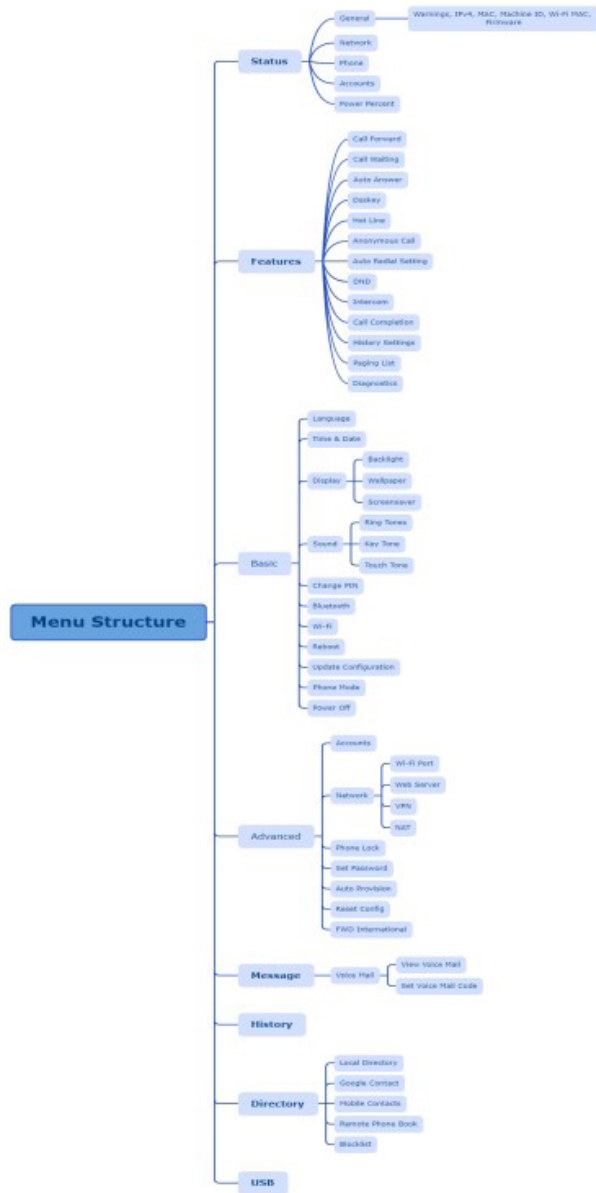 General
Warnings, IPv4, MAC, Machine ID, Wi-Fi MAC,
Firmware
Network
Status
Phone
Accounts
Power Percent
Call Forward
Call Waiting
Auto Answer
Dsskey
Hot Line
Anonymous Call
Features
Auto Redial Setting
DND
Intercom
Call Completion
History Settings
Paging List
Diagnostics
Language
Time & Date
Backlight
Display
Wallpaper
Screensaver
Ring Tones
Sound
Key Tone
Basic
Touch Tone
Change PIN
Bluetooth
Menu Structure
Wi-Fi
Reboot
Update Configuration
Phone Mode
Power Off
Accounts
Wi-Fi Port
Web Server
Network
VPN
NAT
Advanced
Phone Lock
Set Password
Auto Provision
Reset Config
FWD International
View Voice Mail
Message
Voice Mail
Set Voice Mail Code
History
Local Directory
Google Contact
Directory
Mobile Contacts
Remote Phone Book
Blocklist
USB